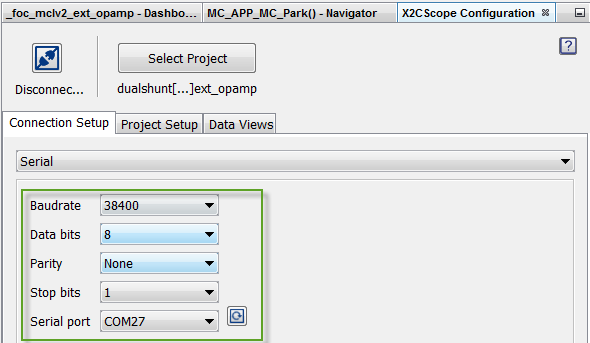 _foc_mclv2_ext_opamp - Dashbo... MC_APP_MC_Park() - Navigator X2CScope Configuration
Select Project
?
Disconnec... dualshunt[...]ext_opamp
Connection Setup Project Setup Data Views
Serial
Baudrate 38400
Data bits 8
Parity None
Stop bits 1
Serial port COM27